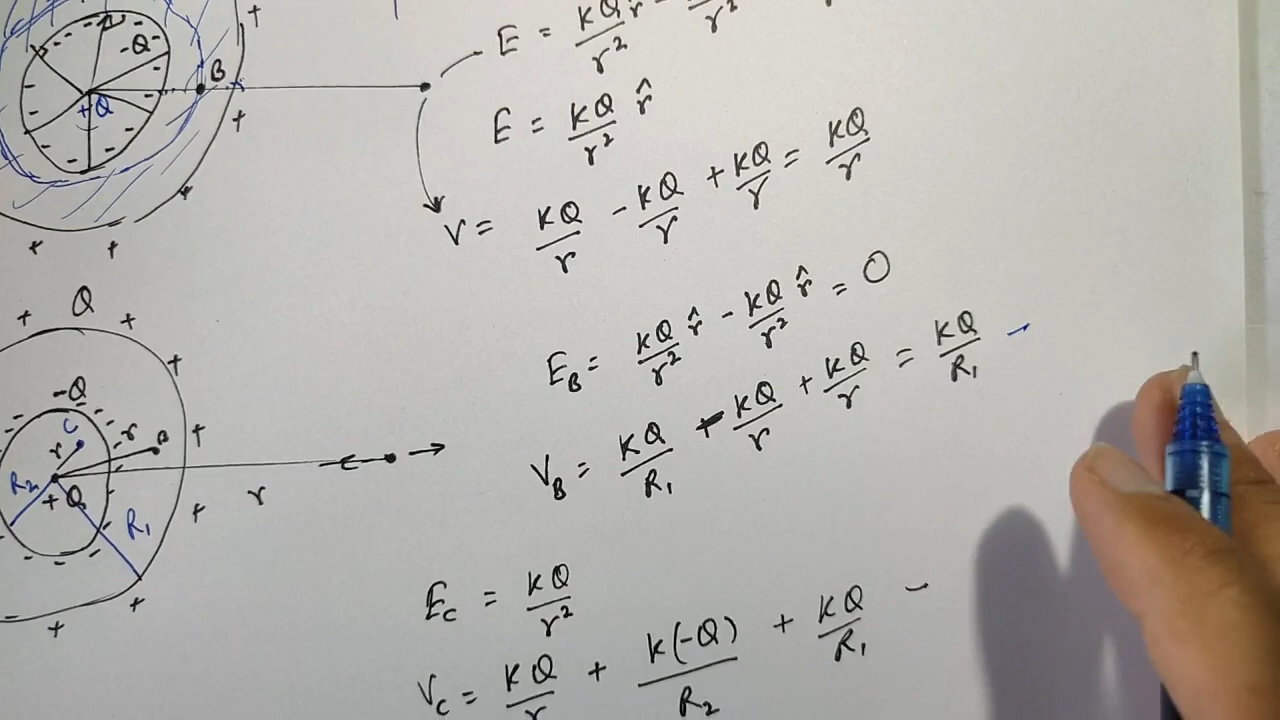 E = kQ/r² r̂
-Q
B
+Q
E = kQ/r² r̂
V = kQ/r - kQ/r + kQ/r = kQ/r
Q
E_B = kQ/r² r̂ - kQ/r² r̂ = 0
-Q
C
r
r
B
V_B = kQ/R₁ - kQ/r + kQ/r = kQ/R₁
R₂
+Q
r
R₁
E_C = kQ/r²
V_C = kQ/r + k(-Q)/R₂ + kQ/R₁